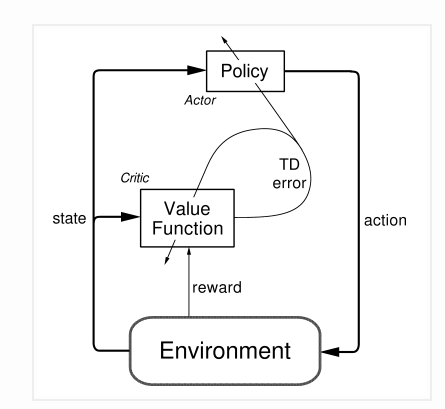 Policy
Actor
TD
error
Critic
Value
Function
state
action
reward
Environment